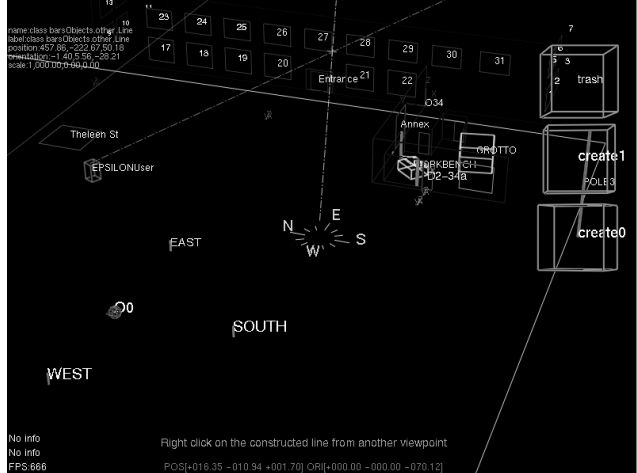 13
10
name:class barsObjects.other.Line
label:class barsObjects.other.Line
position:457.86,-222.67,50.18
orientation:-1.40,5.56,-28.21
scale:1,000.00,0.00,0.00
23
24
25
26
27
28
29
30
31
17
18
19
20
21
22
Entrance
7
6
5
3
2
trash
O34
Annex
Theleen St
EPSILONUser
GROTTO
D2-34a
create1
POLE3
create0
N
E
S
W
EAST
O0
SOUTH
WEST
No info
No info
FPS:666
Right click on the constructed line from another viewpoint
POS[+016.35 -010.94 +001.70] ORI[+000.00 -000.00 -070.12]